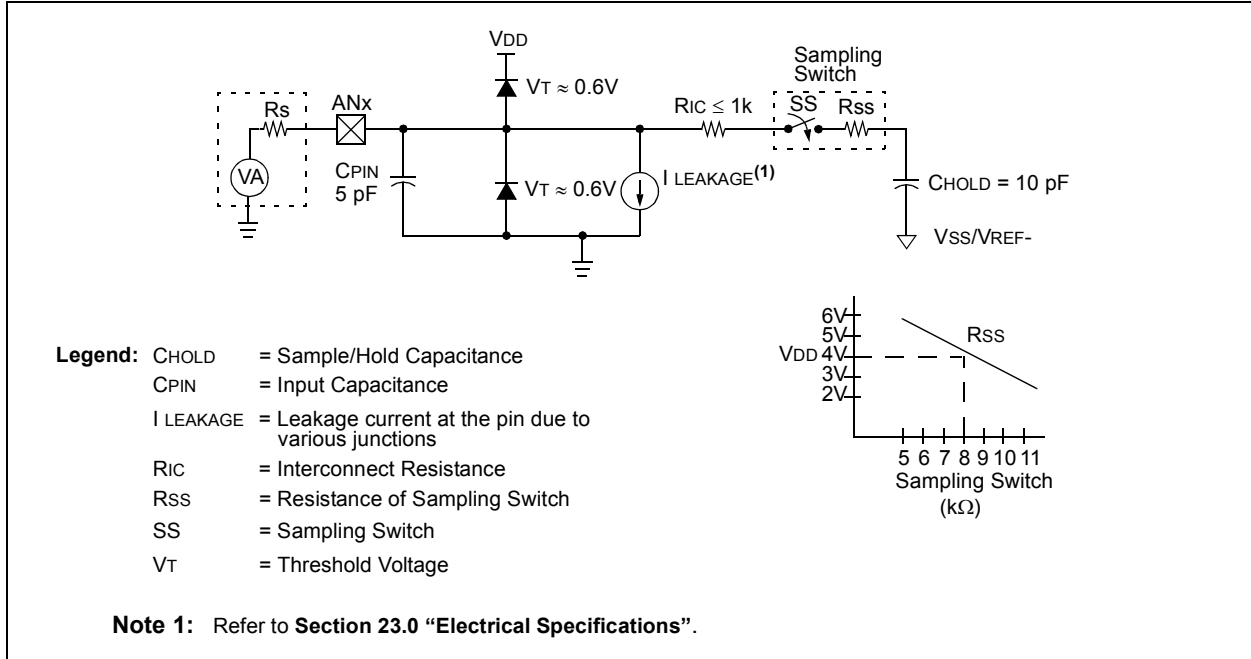 VDD
Sampling
Switch
Rs
ANx
VT ≈ 0.6V
RIC ≤ 1k
SS
Rss
VA
CPIN
5 pF
VT ≈ 0.6V
I LEAKAGE(1)
CHOLD = 10 pF
VSS/VREF-
6V
5V
VDD 4V
3V
2V
RSS
5 6 7 8 9 10 11
Sampling Switch
(kΩ)
Legend: CHOLD = Sample/Hold Capacitance
CPIN = Input Capacitance
I LEAKAGE = Leakage current at the pin due to
various junctions
RIC = Interconnect Resistance
RSS = Resistance of Sampling Switch
SS = Sampling Switch
VT = Threshold Voltage
Note 1: Refer to Section 23.0 “Electrical Specifications”.